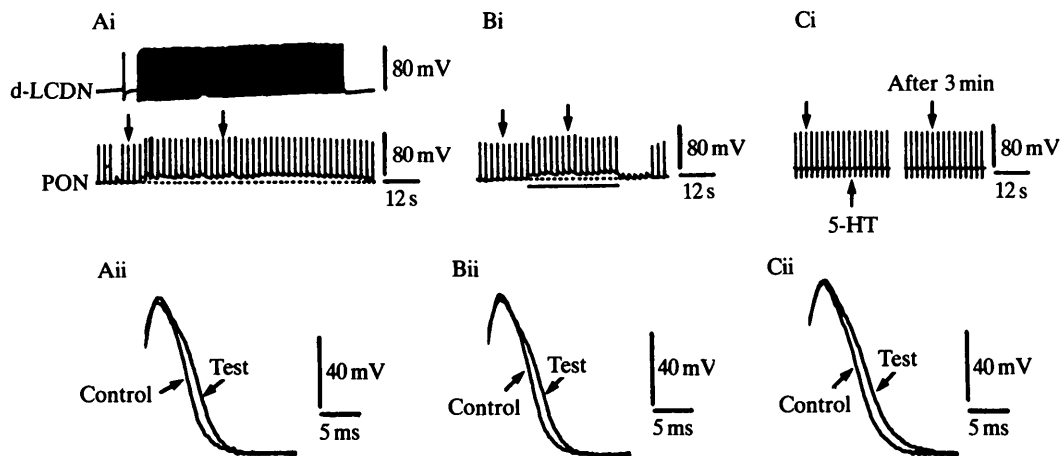 Ai
d-LCDN
80 mV
PON
80 mV
12 s
Bi
80 mV
12 s
Ci
After 3 min
80 mV
12 s
5-HT
Aii
Control
Test
40 mV
5 ms
Bii
Control
Test
40 mV
5 ms
Cii
Control
Test
40 mV
5 ms